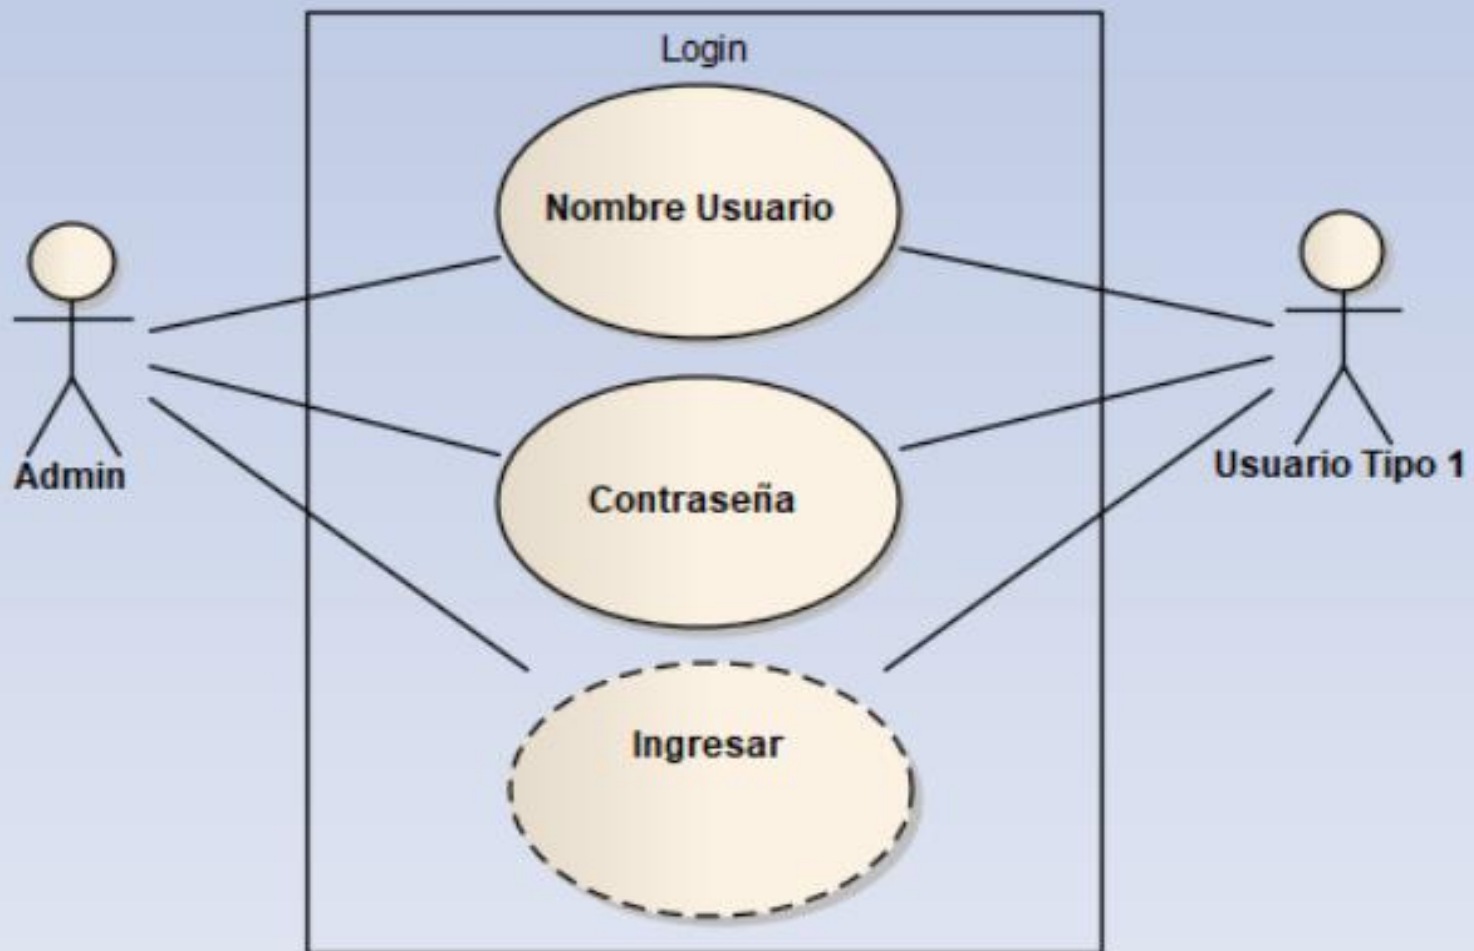 Login
Nombre Usuario
Admin
Usuario Tipo 1
Contraseña
Ingresar